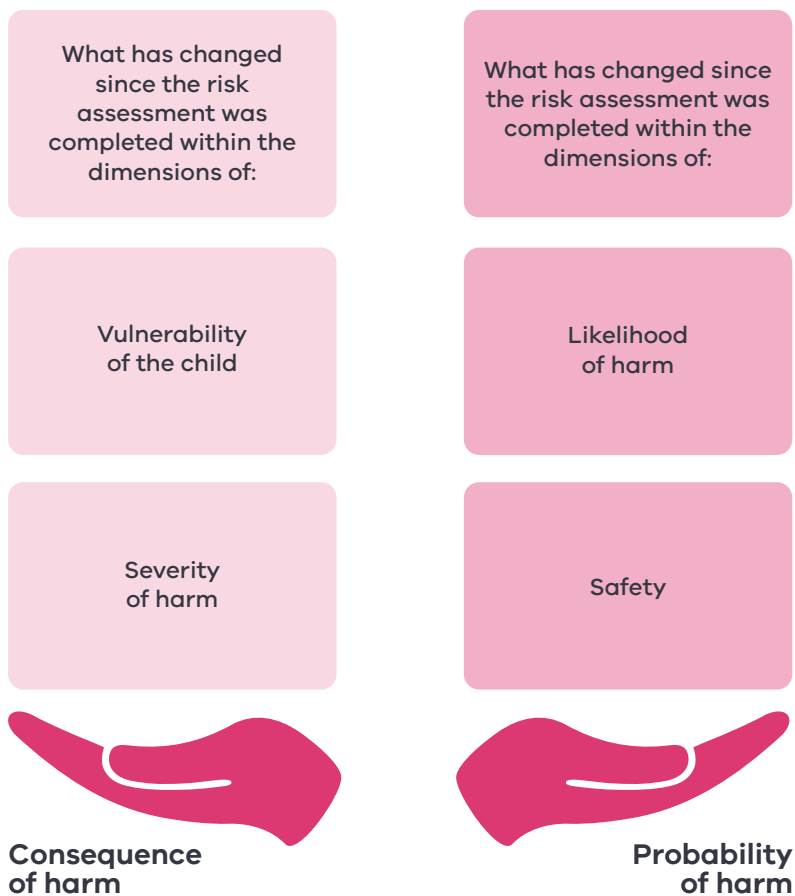 What has changed
since the risk
assessment was
completed within the
dimensions of:
Vulnerability
of the child
Severity
of harm
Consequence
of harm
What has changed since
the risk assessment was
completed within the
dimensions of:
Likelihood
of harm
Safety
Probability
of harm